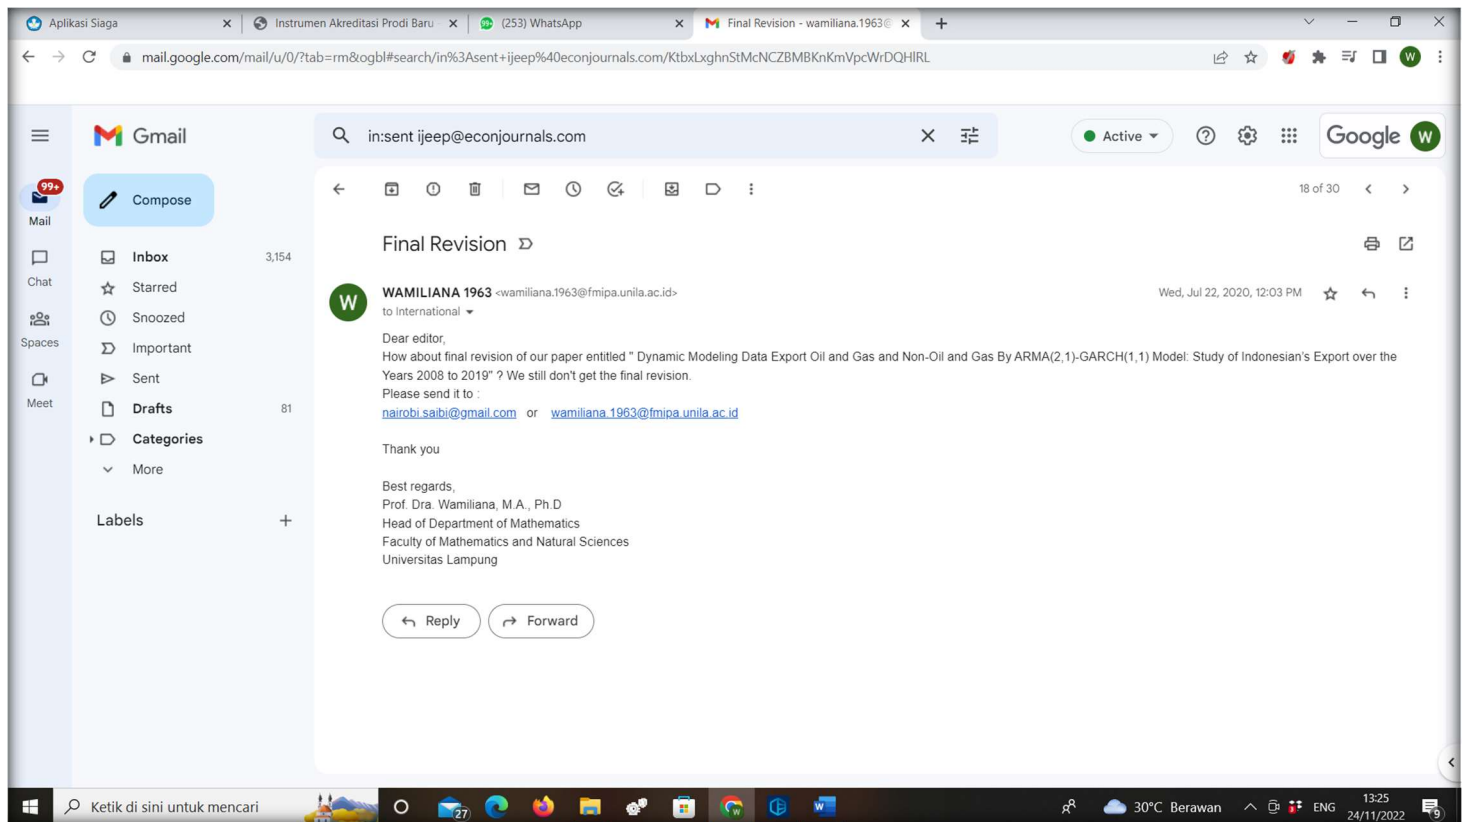 Aplikasi Siaga
Instrumen Akreditasi Prodi Baru
(253) WhatsApp
Final Revision - wamiliana.1963@
mail.google.com/mail/u/0/?tab=rm&ogbl#search/in%3Asent+ijeep%40econjournals.com/KtbxLxghnStMcNCZBMBKnKmVpcWrDQHlRL
W
Gmail
in:sent ijeep@econjournals.com
Active
Google
W
99+
Mail
Chat
Spaces
Meet
Compose
Inbox 3,154
Starred
Snoozed
Important
Sent
Drafts 81
Categories
More
Labels
18 of 30
Final Revision
W
WAMILIANA 1963 <wamiliana.1963@fmipa.unila.ac.id>
Wed, Jul 22, 2020, 12:03 PM
to International
Dear editor,
How about final revision of our paper entitled " Dynamic Modeling Data Export Oil and Gas and Non-Oil and Gas By ARMA(2,1)-GARCH(1,1) Model: Study of Indonesian's Export over the
Years 2008 to 2019" ? We still don't get the final revision.
Please send it to :
nairobi.saibi@gmail.com or wamiliana.1963@fmipa.unila.ac.id
Thank you
Best regards,
Prof. Dra. Wamiliana, M.A., Ph.D
Head of Department of Mathematics
Faculty of Mathematics and Natural Sciences
Universitas Lampung
Reply
Forward
Ketik di sini untuk mencari
27
30°C Berawan
ENG
13:25
24/11/2022
9